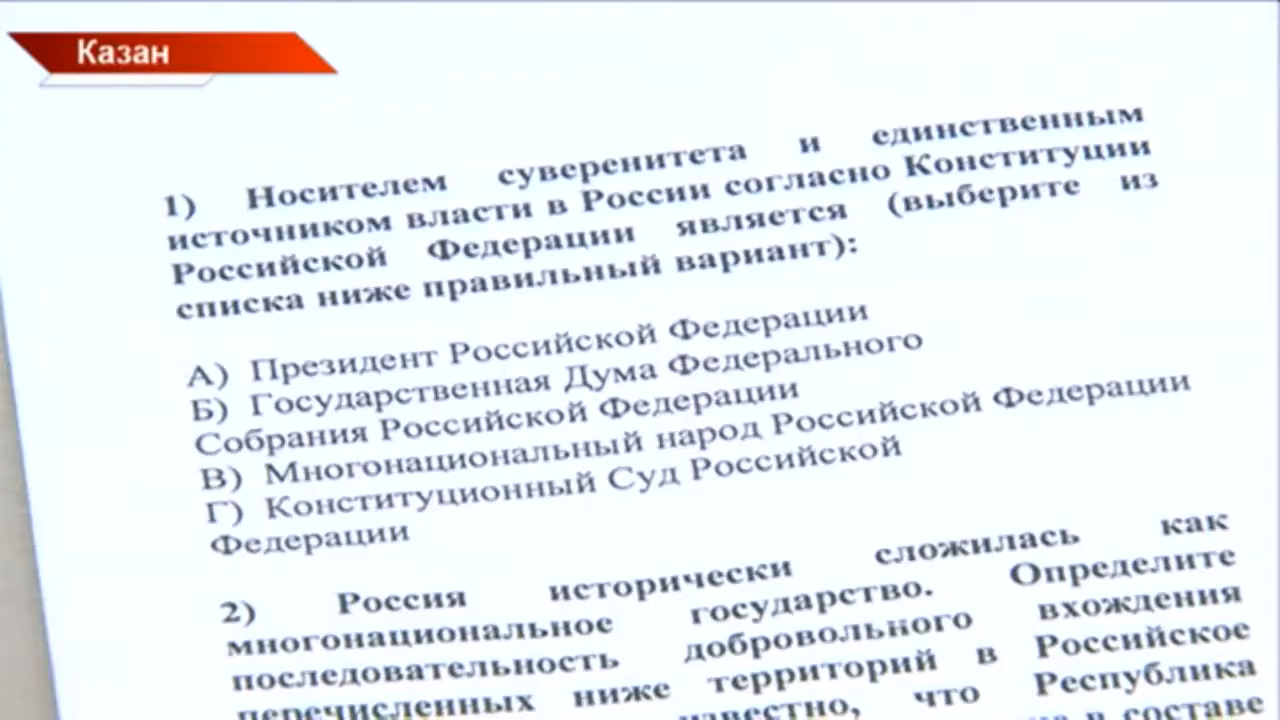 Казан
1) Носителем суверенитета и единственным
источником власти в России согласно Конституции
Российской Федерации является (выберите из
списка ниже правильный вариант):
А) Президент Российской Федерации
Б) Государственная Дума Федерального
Собрания Российской Федерации
В) Многонациональный народ Российской Федерации
Г) Конституционный Суд Российской
Федерации
2) Россия исторически сложилась как
многонациональное государство. Определите
последовательность добровольного вхождения
перечисленных ниже территорий в Российское
что Республика
в составе